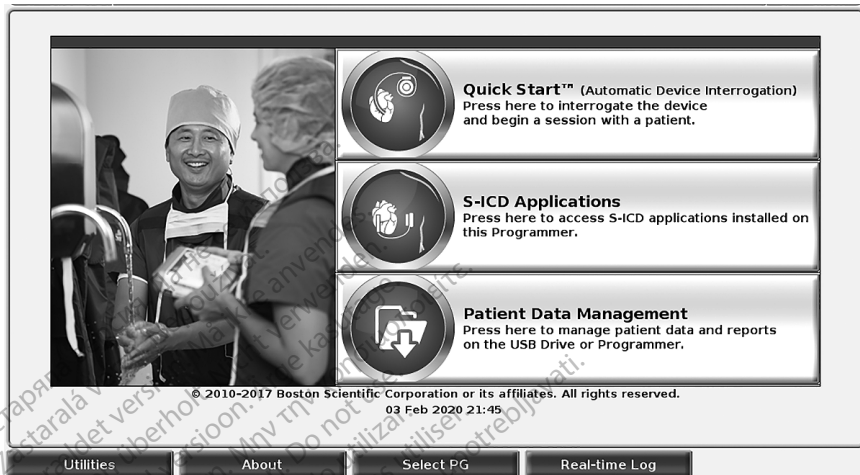 Quick Start™ (Automatic Device Interrogation)
Press here to interrogate the device
and begin a session with a patient.
S-ICD Applications
Press here to access S-ICD applications installed on
this Programmer.
Patient Data Management
Press here to manage patient data and reports
on the USB Drive or Programmer.
© 2010-2017 Boston Scientific Corporation or its affiliates. All rights reserved.
03 Feb 2020 21:45
Utilities
About
Select PG
Real-time Log